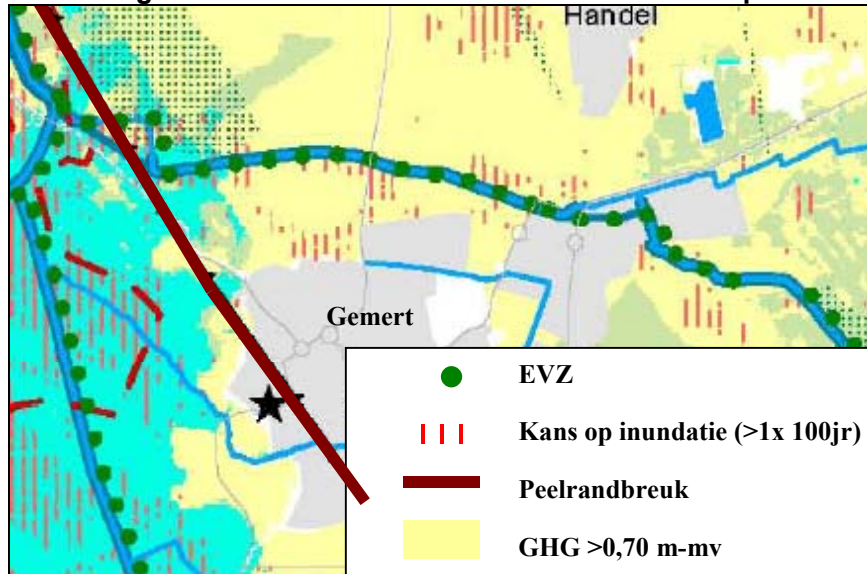 Handel
Gemert
EVZ
Kans op inundatie (>1x 100jr)
Peelrandbreuk
GHG >0,70 m-mv